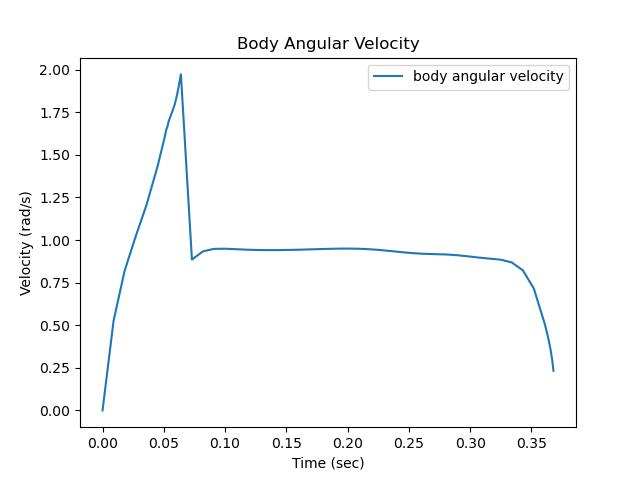 Body Angular Velocity
body angular velocity
Velocity (rad/s)
2.00
1.75
1.50
1.25
1.00
0.75
0.50
0.25
0.00
0.00 0.05 0.10 0.15 0.20 0.25 0.30 0.35
Time (sec)